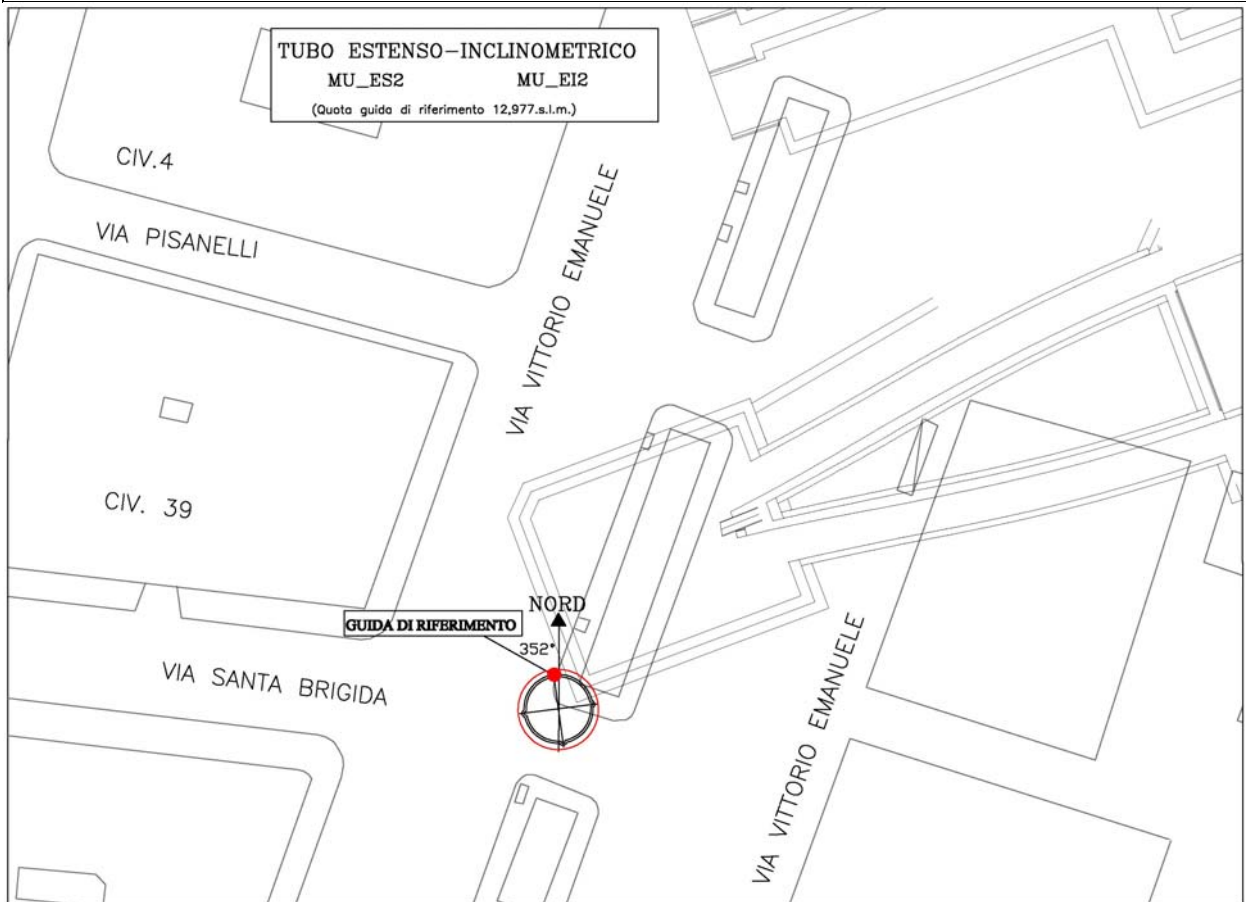 TUBO ESTENSO-INCLINOMETRICO
MU_ES2 MU_EI2
(Quota guida di riferimento 12,977.s.l.m.)
CIV.4
VIA PISANELLI
VIA VITTORIO EMANUELE
CIV. 39
NORD
GUIDA DI RIFERIMENTO
352°
VIA SANTA BRIGIDA
VIA VITTORIO EMANUELE